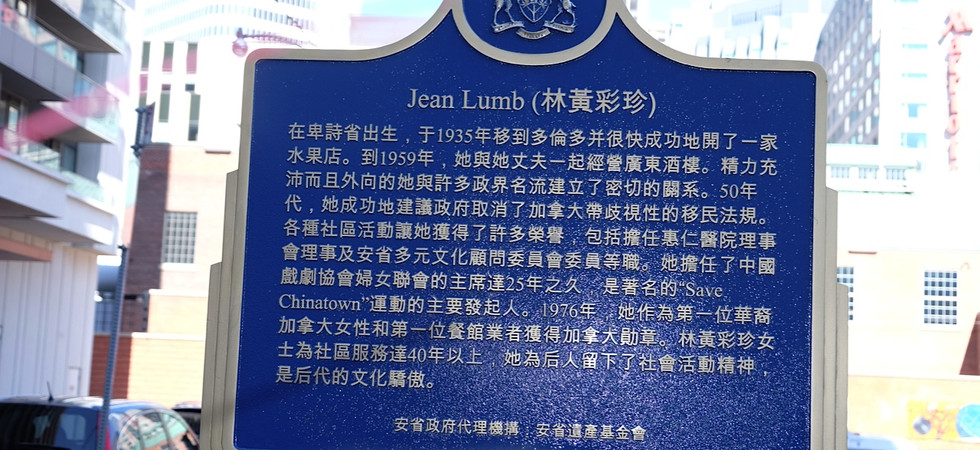 Jean Lumb (林黃彩珍)
在卑詩省出生，于1935年移到多倫多并很快成功地開了一家
水果店。到1959年，她與她丈夫一起經營廣東酒樓。精力充
沛而且外向的她與許多政界名流建立了密切的關系。50年
代，她成功地建議政府取消了加拿大帶歧視性的移民法規。
各種社區活動讓她獲得了許多榮譽，包括擔任惠仁醫院理事
會理事及安省多元文化顧問委員會委員等職。她擔任了中國
戲劇協會婦女聯會的主席達25年之久，是著名的“Save
Chinatown”運動的主要發起人。1976年，她作為第一位華裔
加拿大女性和第一位餐館業者獲得加拿大勛章。林黃彩珍女
士為社區服務達40年以上，她為后人留下了社會活動精神，
是后代的文化驕傲。
安省政府代理機構，安省遺產基金會